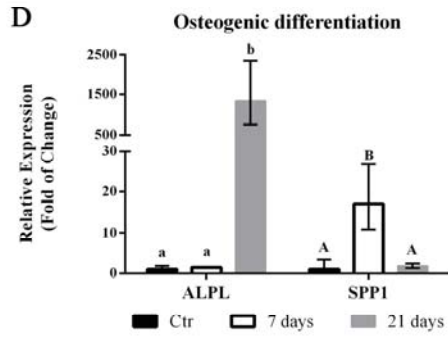 D
Osteogenic differentiation
Relative Expression
(Fold of Change)
2500
1500
500
30
20
10
0
a a b
A B A
ALPL SPP1
Ctr 7 days 21 days